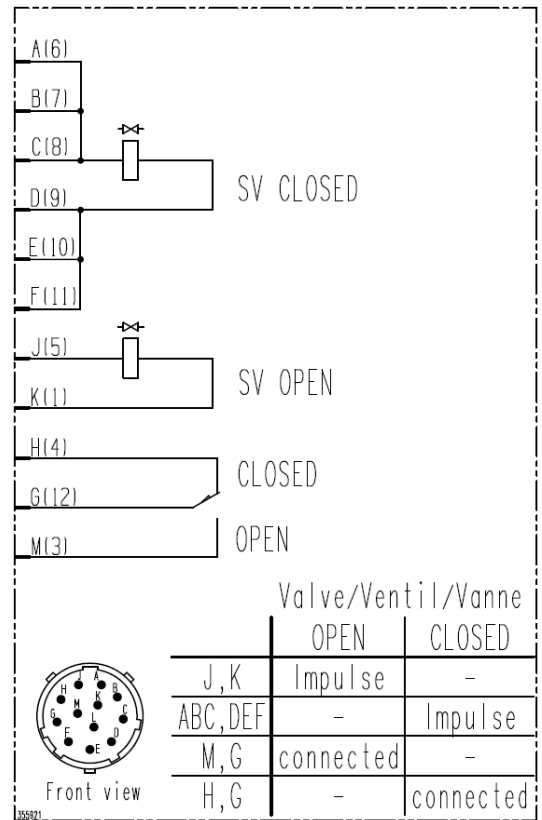 A(6)
B(7)
C(8)
D(9)
SV CLOSED
E(10)
F(11)
J(5)
K(1)
SV OPEN
H(4)
CLOSED
G(12)
OPEN
M(3)
Valve/Ventil/Vanne
OPEN CLOSED
J,K Impulse -
ABC,DEF - Impulse
M,G connected -
H,G - connected
J A
H B
K
M C
G L
F D
E
Front view
355921